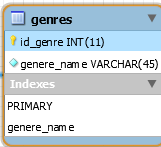 genres
id_genre INT(11)
genere_name VARCHAR(45)
Indexes
PRIMARY
genere_name